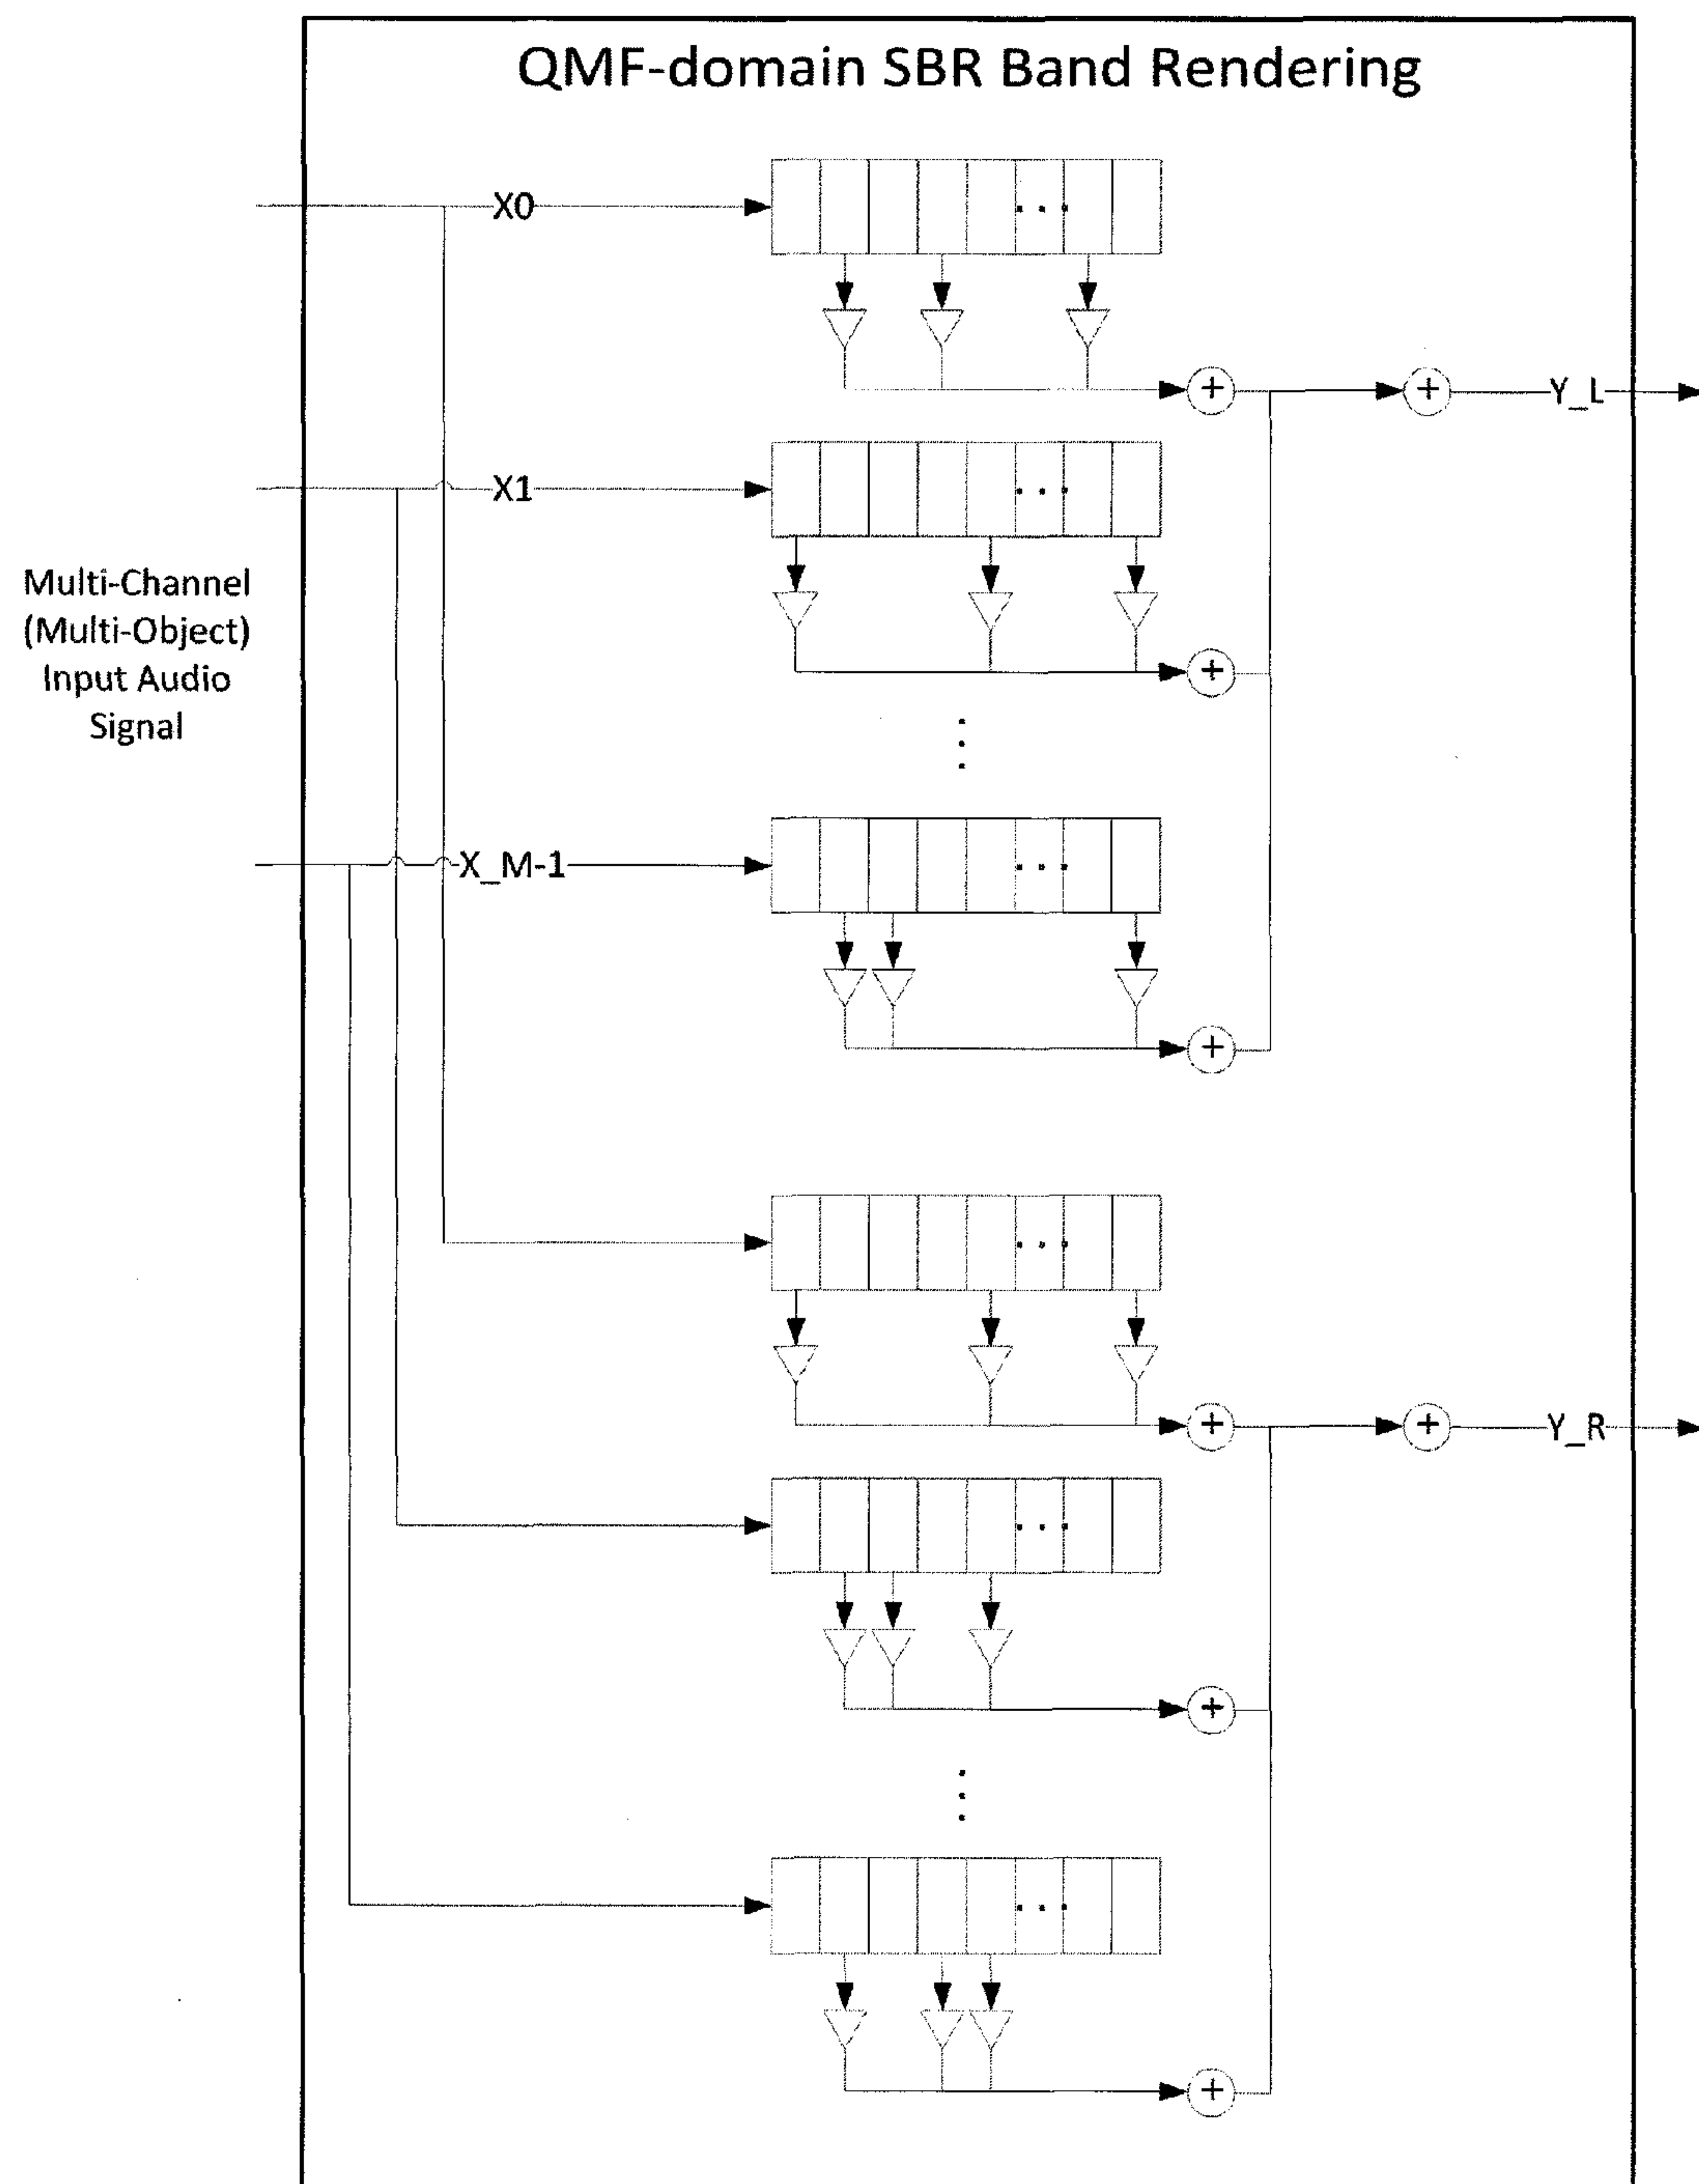 QMF-domain SBR Band Rendering
X0
Y_L
X1
Multi-Channel
(Multi-Object)
Input Audio
Signal
X_M-1
Y_R